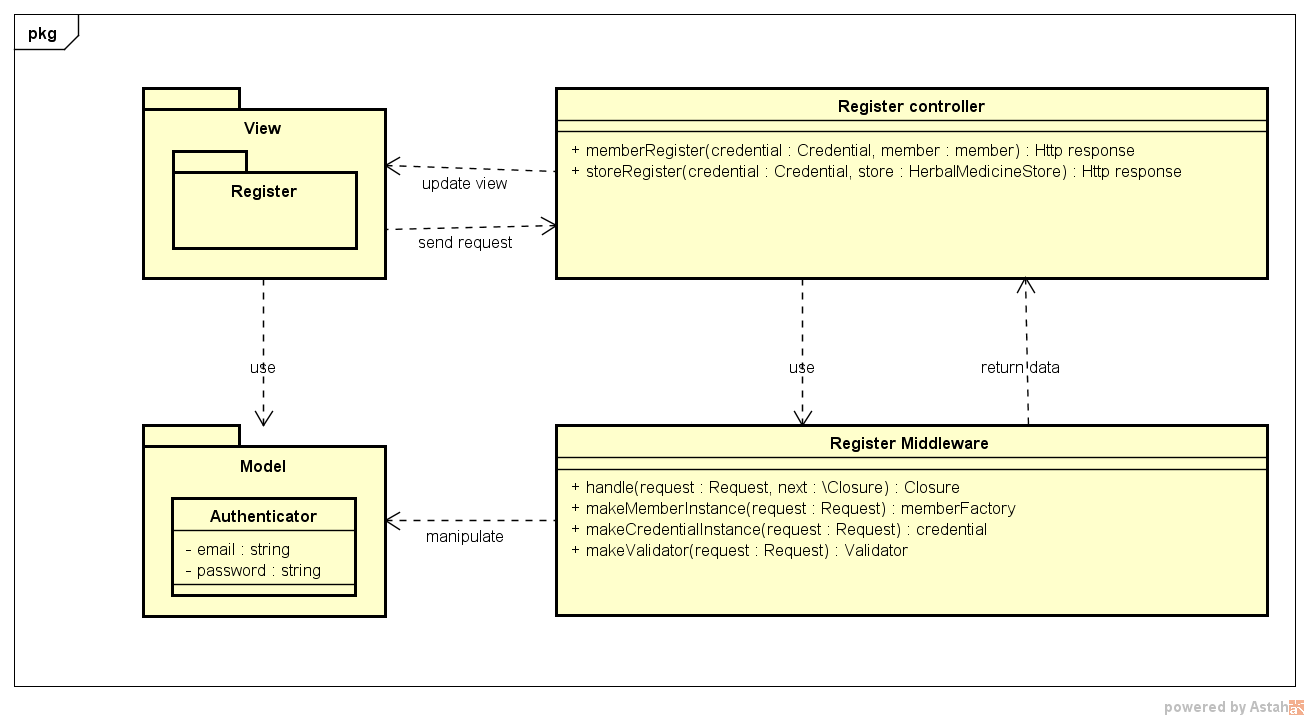 pkg
View
Register
Register controller
+ memberRegister(credential : Credential, member : member) : Http response
+ storeRegister(credential : Credential, store : HerbalMedicineStore) : Http response
update view
send request
use
use
return data
Model
Authenticator
- email : string
- password : string
manipulate
Register Middleware
+ handle(request : Request, next : \Closure) : Closure
+ makeMemberInstance(request : Request) : memberFactory
+ makeCredentialInstance(request : Request) : credential
+ makeValidator(request : Request) : Validator
powered by Astah